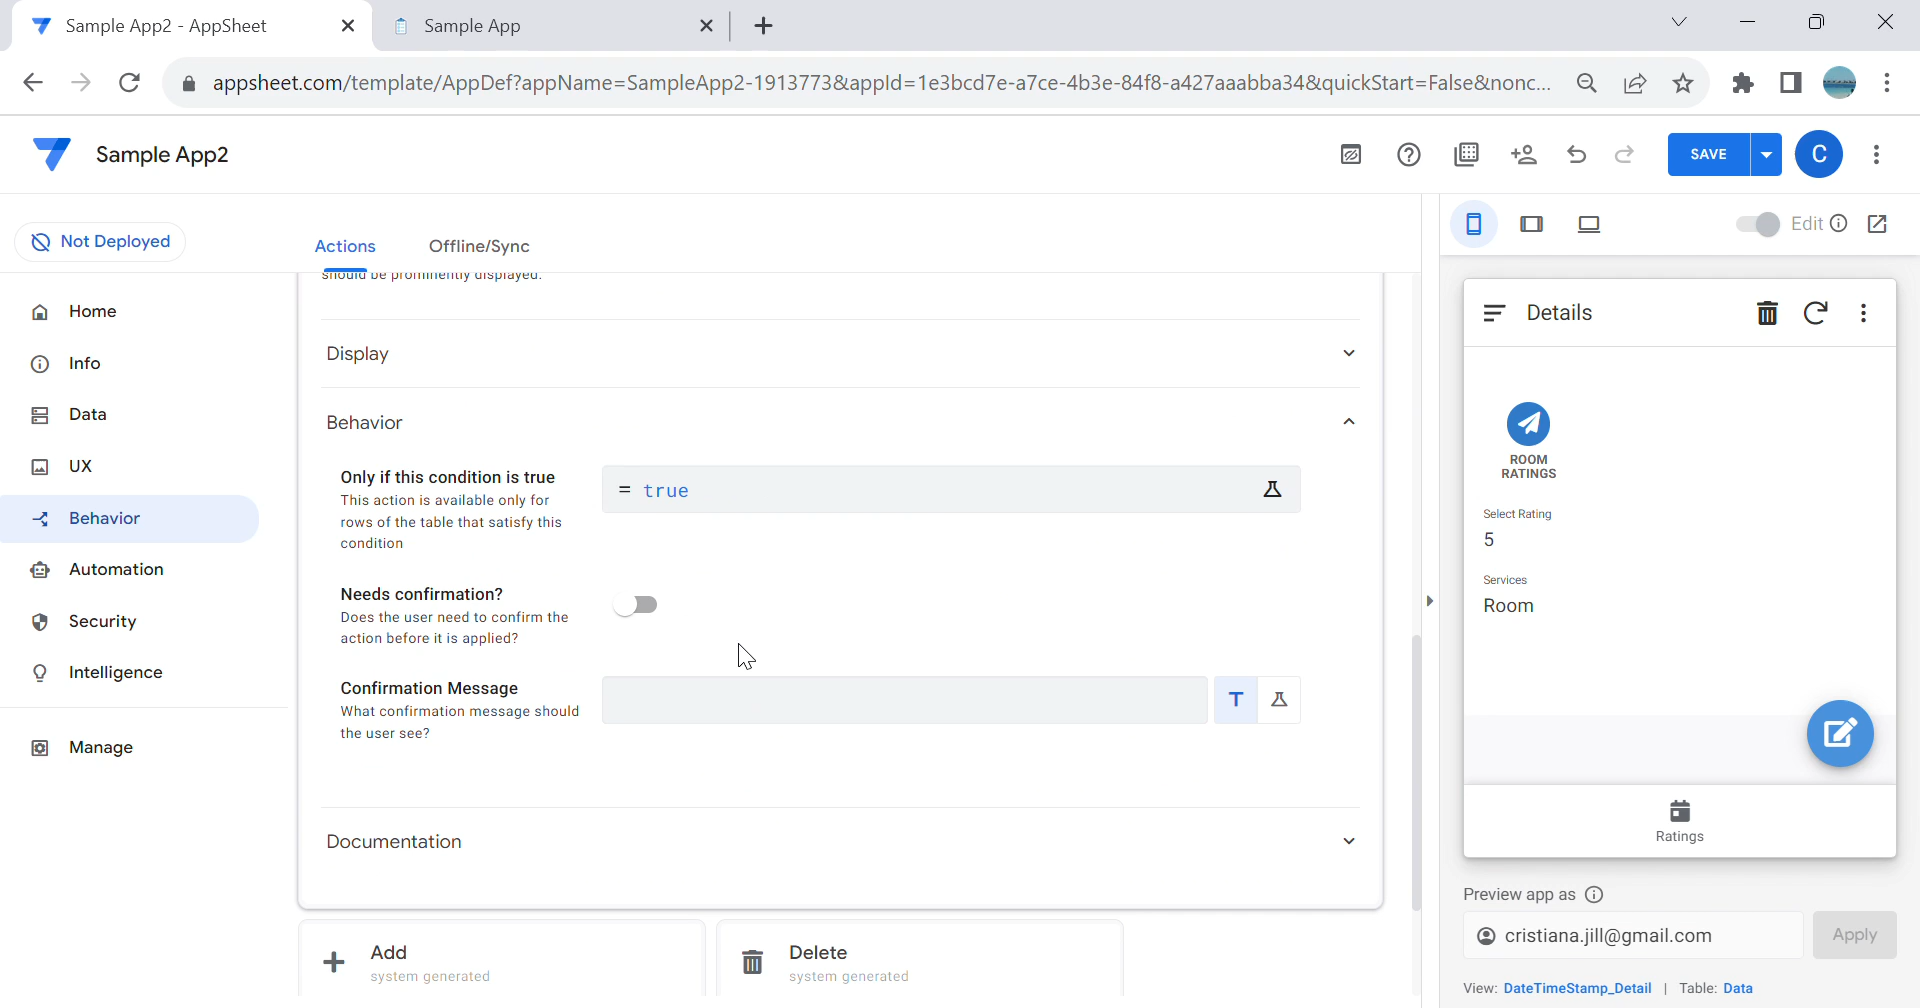 Sample App2 - AppSheet
Sample App
appsheet.com/template/AppDef?appName=SampleApp2-1913773&appId=1e3bcd7e-a7ce-4b3e-84f8-a427aaabba34&quickStart=False&nonc...
Sample App2
SAVE
C
Not Deployed
Actions
Offline/Sync
Edit
should be prominently displayed.
Home
Info
Data
UX
Behavior
Automation
Security
Intelligence
Manage
Display
Behavior
Only if this condition is true
This action is available only for
rows of the table that satisfy this
condition
= true
Needs confirmation?
Does the user need to confirm the
action before it is applied?
Confirmation Message
What confirmation message should
the user see?
T
Documentation
Add
system generated
Delete
system generated
Details
ROOM
RATINGS
Select Rating
5
Services
Room
Ratings
Preview app as
cristiana.jill@gmail.com
Apply
View: DateTimeStamp_Detail | Table: Data